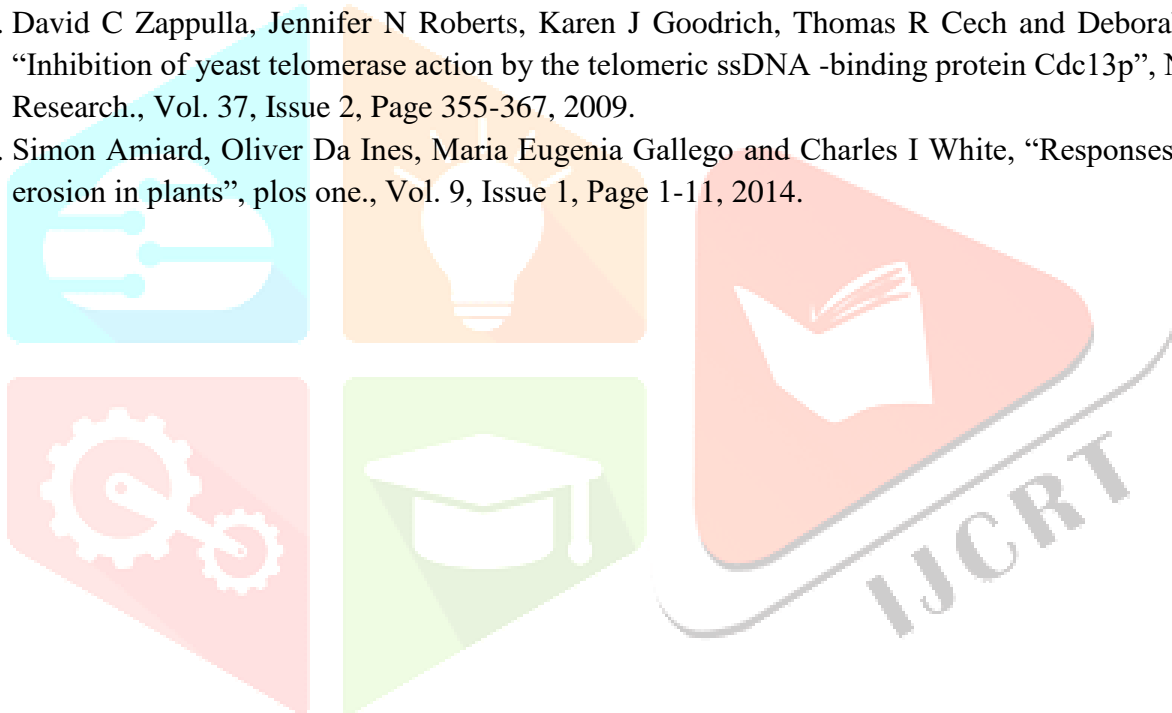 . David C Zappulla, Jennifer N Roberts, Karen J Goodrich, Thomas R Cech and
“Inhibition of yeast telomerase action by the telomeric ssDNA -binding protein Cdc13p”,
Research., Vol. 37, Issue 2, Page 355-367, 2009.
. Simon Amiard, Oliver Da Ines, Maria Eugenia Gallego and Charles I White, “Responses
erosion in plants”, plos one., Vol. 9, Issue 1, Page 1-11, 2014.
IJCRT